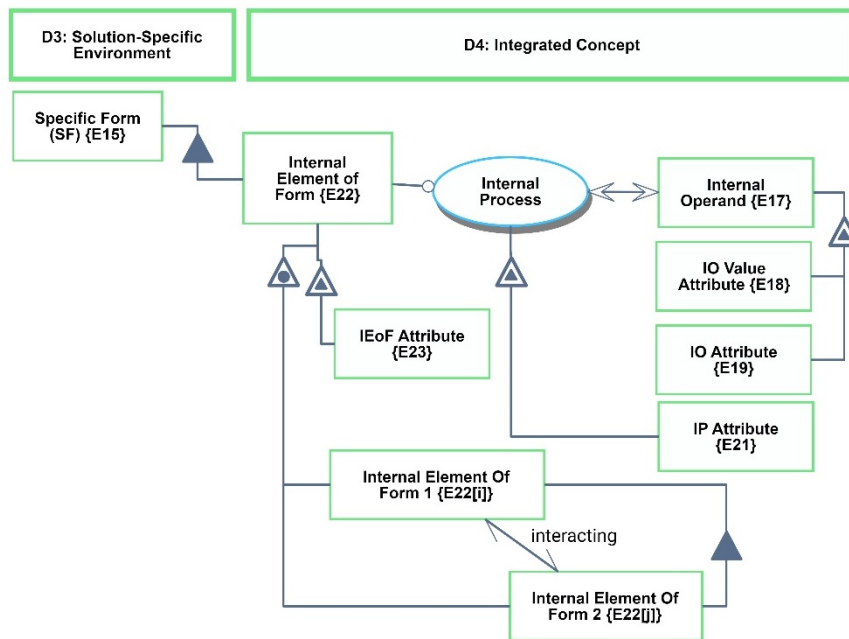 D3: Solution-Specific
Environment
D4: Integrated Concept
Specific Form
(SF) {E15}
Internal
Element of
Form {E22}
Internal
Process
Internal
Operand {E17}
IO Value
Attribute {E18}
IEoF Attribute
{E23}
IO Attribute
{E19}
IP Attribute
{E21}
Internal Element Of
Form 1 {E22[i]}
interacting
Internal Element Of
Form 2 {E22[j]}